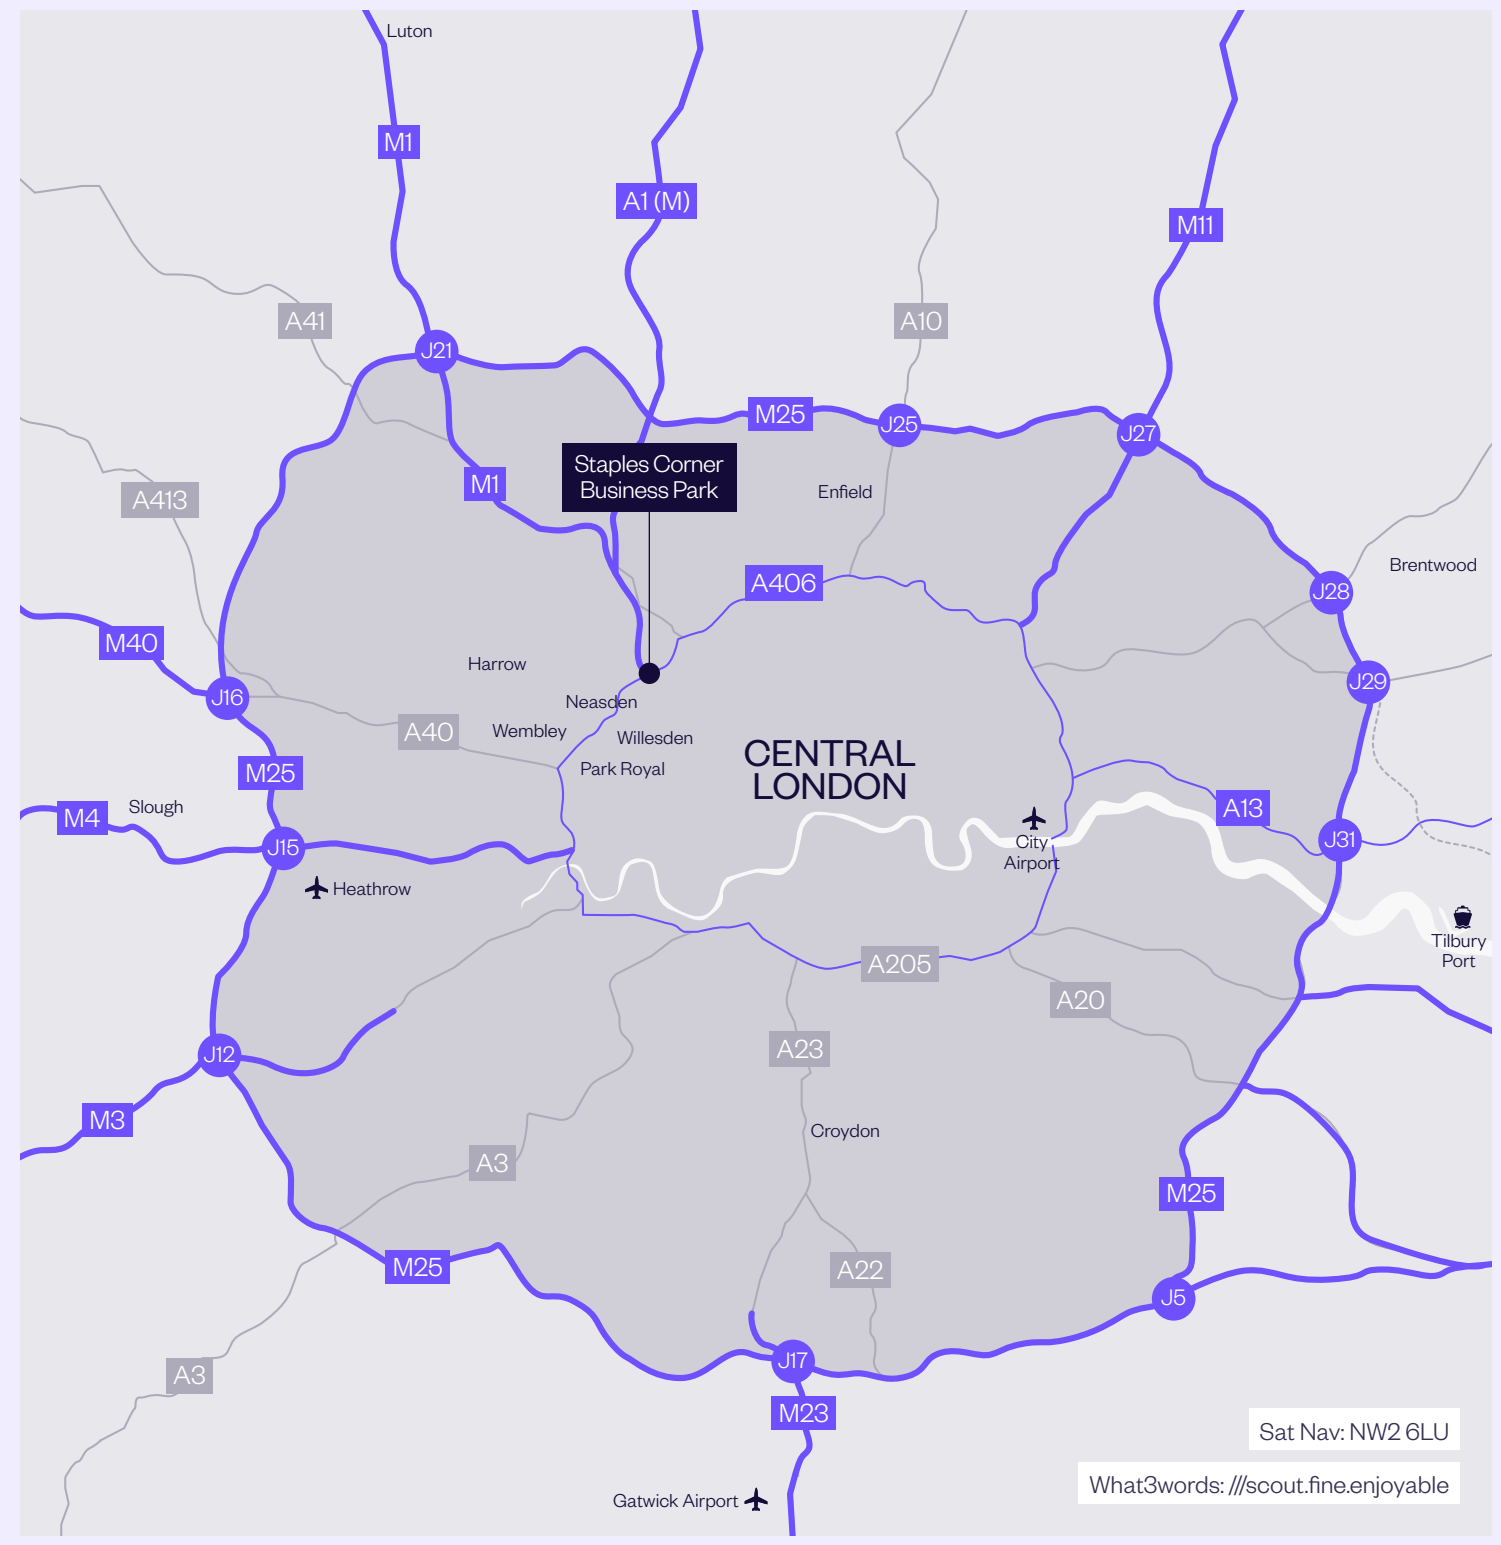 Luton
M1
A1 (M)
M11
A41
A10
J21
M25
J25
J27
Staples Corner
Business Park
M1
A413
Enfield
Brentwood
A406
J28
M40
Harrow
J16
J29
Neasden
A40
Wembley
Willesden
CENTRAL
LONDON
Park Royal
M25
Slough
M4
A13
City
Airport
J15
J31
Heathrow
Tilbury
Port
A205
A20
J12
A23
M3
Croydon
A3
M25
M25
A22
J5
J17
A3
M23
Sat Nav: NW2 6LU
What3words: ///scout.fine.enjoyable
Gatwick Airport